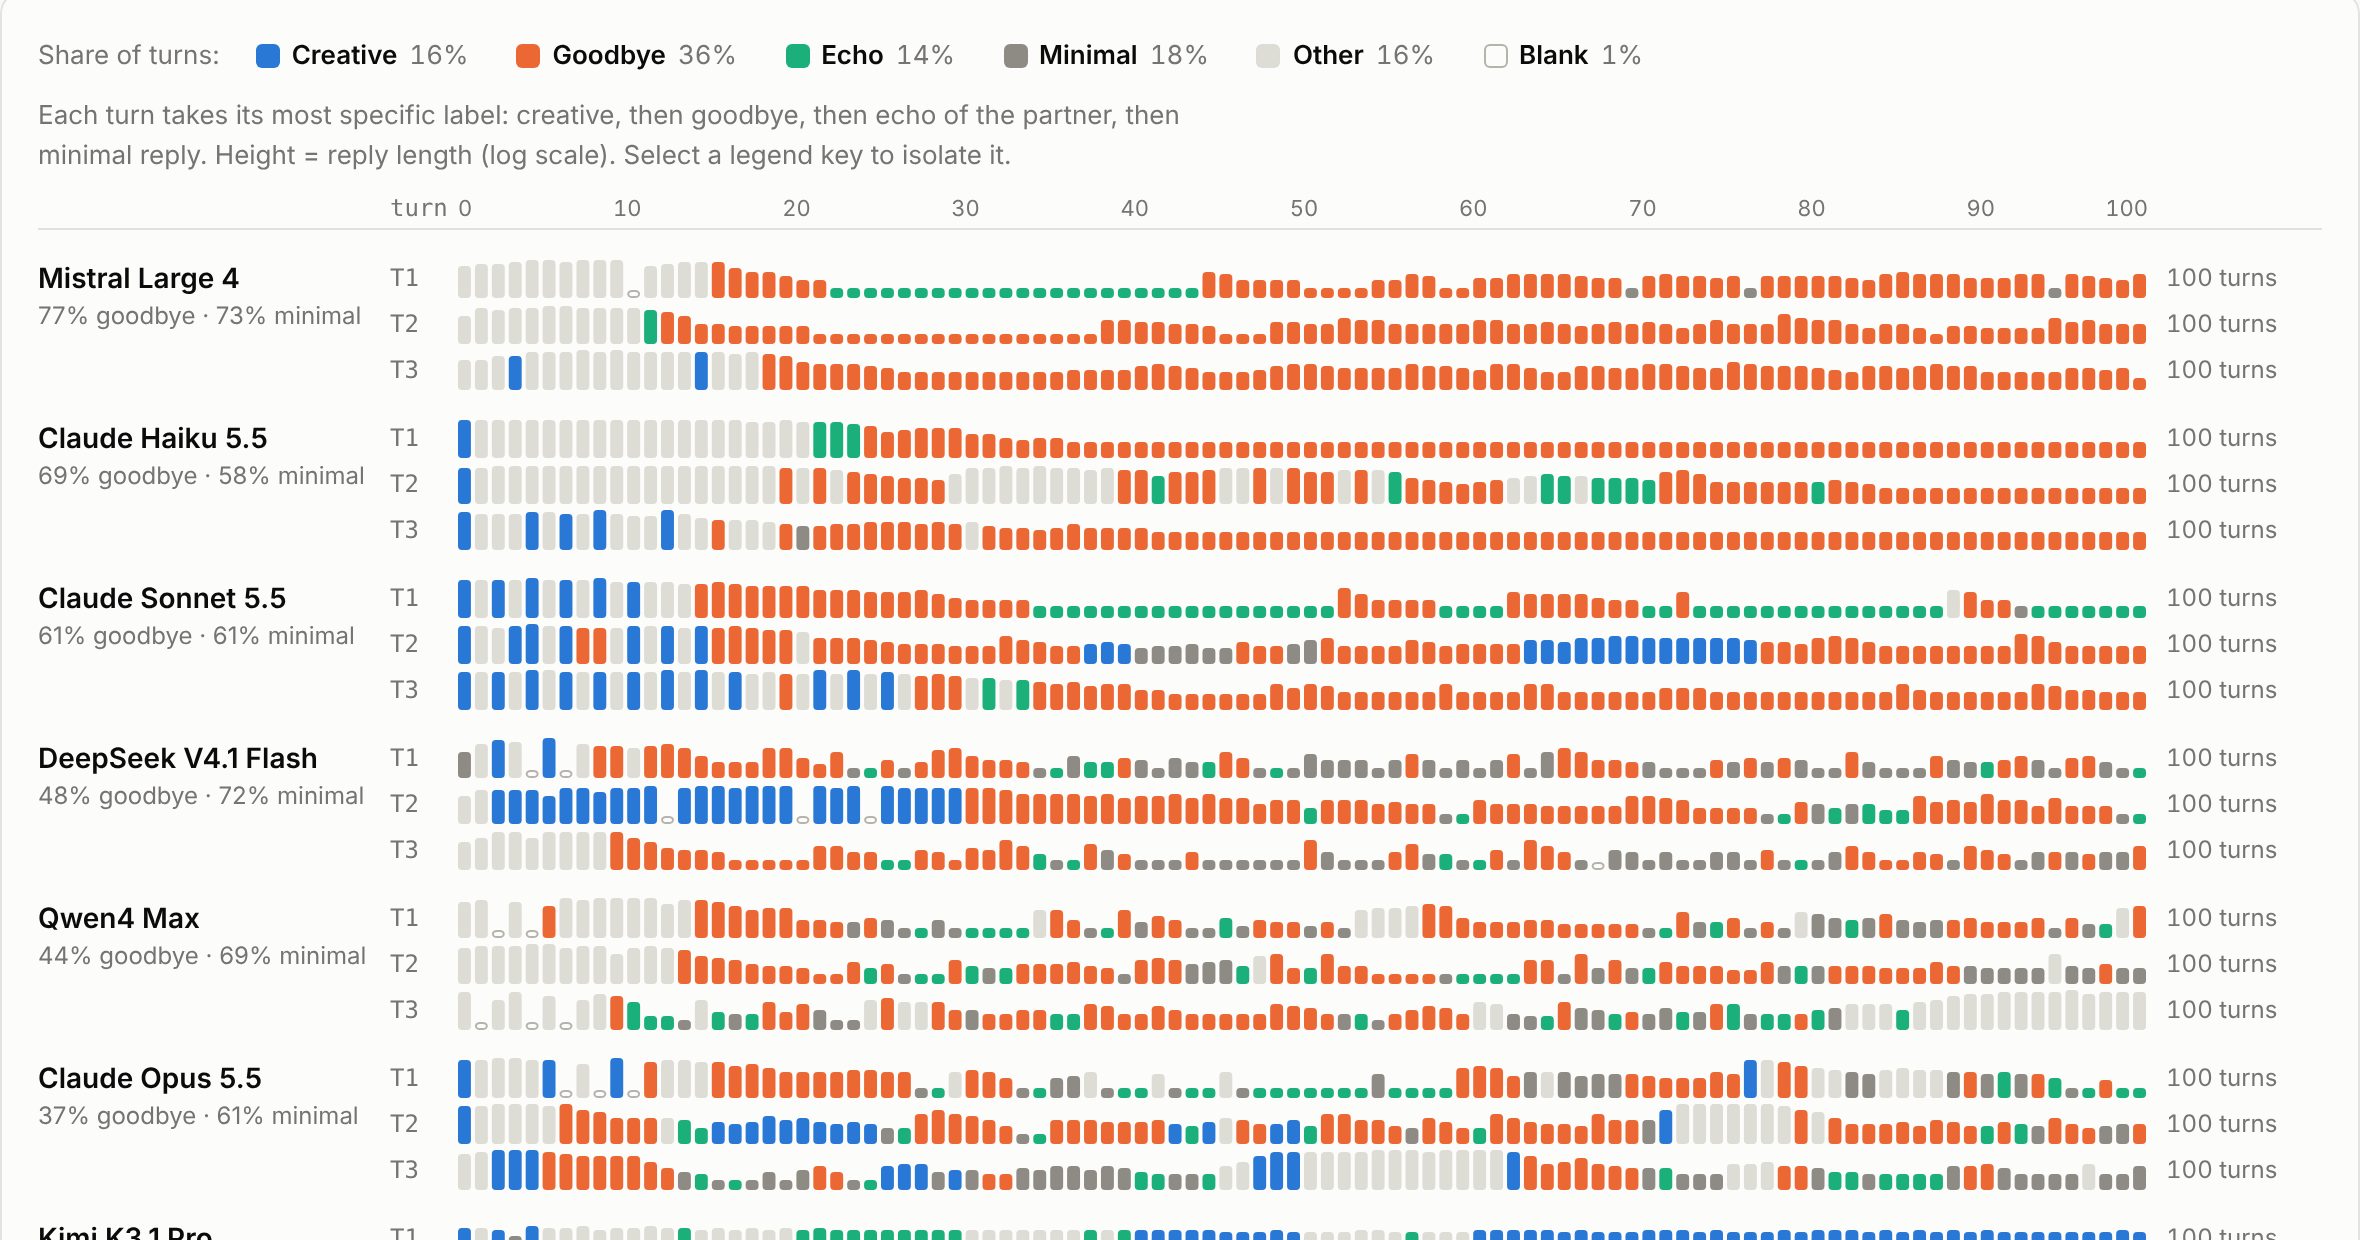 Share of turns: Creative 16% Goodbye 36% Echo 14% Minimal 18% Other 16% Blank 1%
Each turn takes its most specific label: creative, then goodbye, then echo of the partner, then
minimal reply. Height = reply length (log scale). Select a legend key to isolate it.
turn 0 10 20 30 40 50 60 70 80 90 100
Mistral Large 4 T1 100 turns
77% goodbye · 73% minimal T2 100 turns
T3 100 turns
Claude Haiku 5.5 T1 100 turns
69% goodbye · 58% minimal T2 100 turns
T3 100 turns
Claude Sonnet 5.5 T1 100 turns
61% goodbye · 61% minimal T2 100 turns
T3 100 turns
DeepSeek V4.1 Flash T1 100 turns
48% goodbye · 72% minimal T2 100 turns
T3 100 turns
Qwen4 Max T1 100 turns
44% goodbye · 69% minimal T2 100 turns
T3 100 turns
Claude Opus 5.5 T1 100 turns
37% goodbye · 61% minimal T2 100 turns
T3 100 turns
Kimi K3.1 Pro T1 100 turns